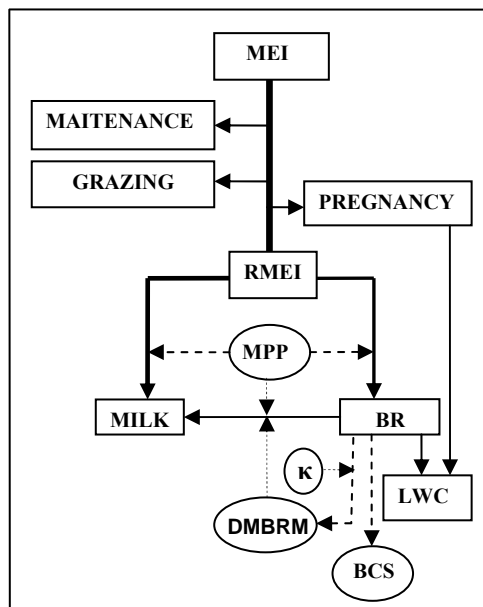 MEI
MAITENANCE
GRAZING
PREGNANCY
RMEI
MPP
MILK
BR
κ
LWC
DMBRM
BCS